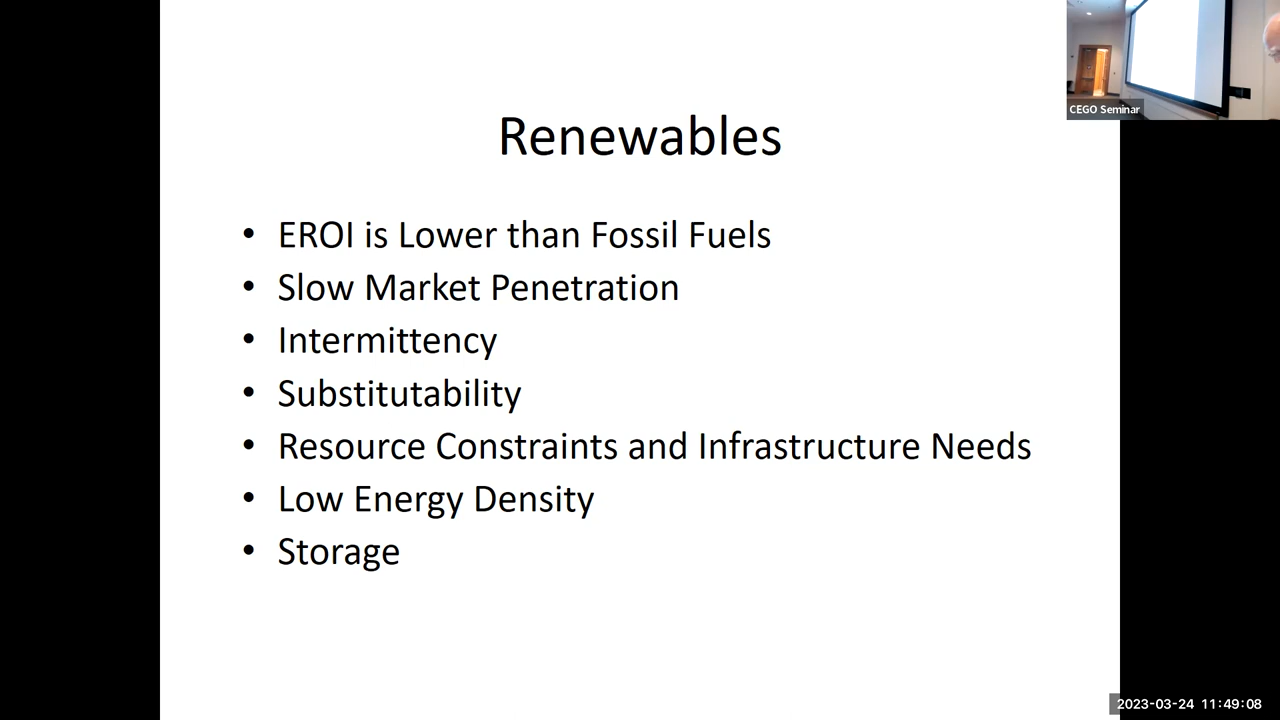 CEGO Seminar
Renewables
• EROI is Lower than Fossil Fuels
• Slow Market Penetration
• Intermittency
• Substitutability
• Resource Constraints and Infrastructure Needs
• Low Energy Density
• Storage
2023-03-24 11:49:08